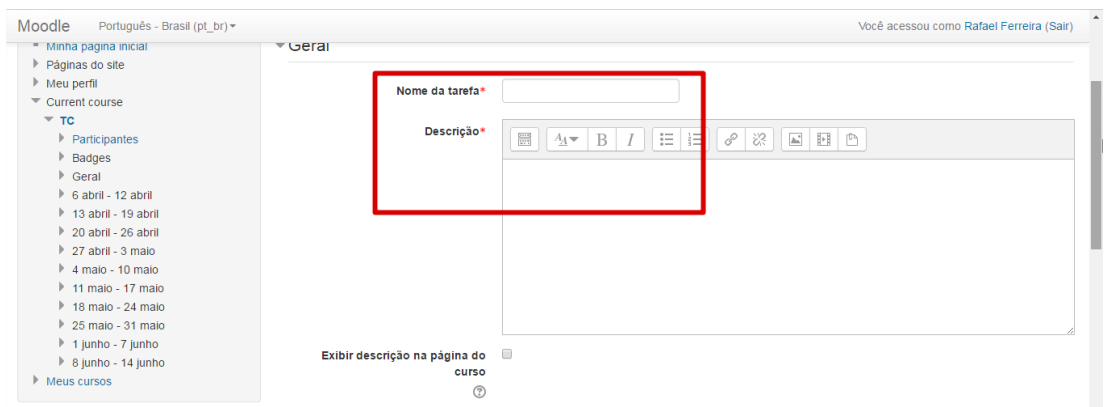 Moodle Português - Brasil (pt_br) Você acessou como Rafael Ferreira (Sair)
Minha página inicial
Páginas do site
Meu perfil
Current course
TC
Participantes
Badges
Geral
6 abril - 12 abril
13 abril - 19 abril
20 abril - 26 abril
27 abril - 3 maio
4 maio - 10 maio
11 maio - 17 maio
18 maio - 24 maio
25 maio - 31 maio
1 junho - 7 junho
8 junho - 14 junho
Meus cursos
Geral
Nome da tarefa*
Descrição*
B I
Exibir descrição na página do
curso